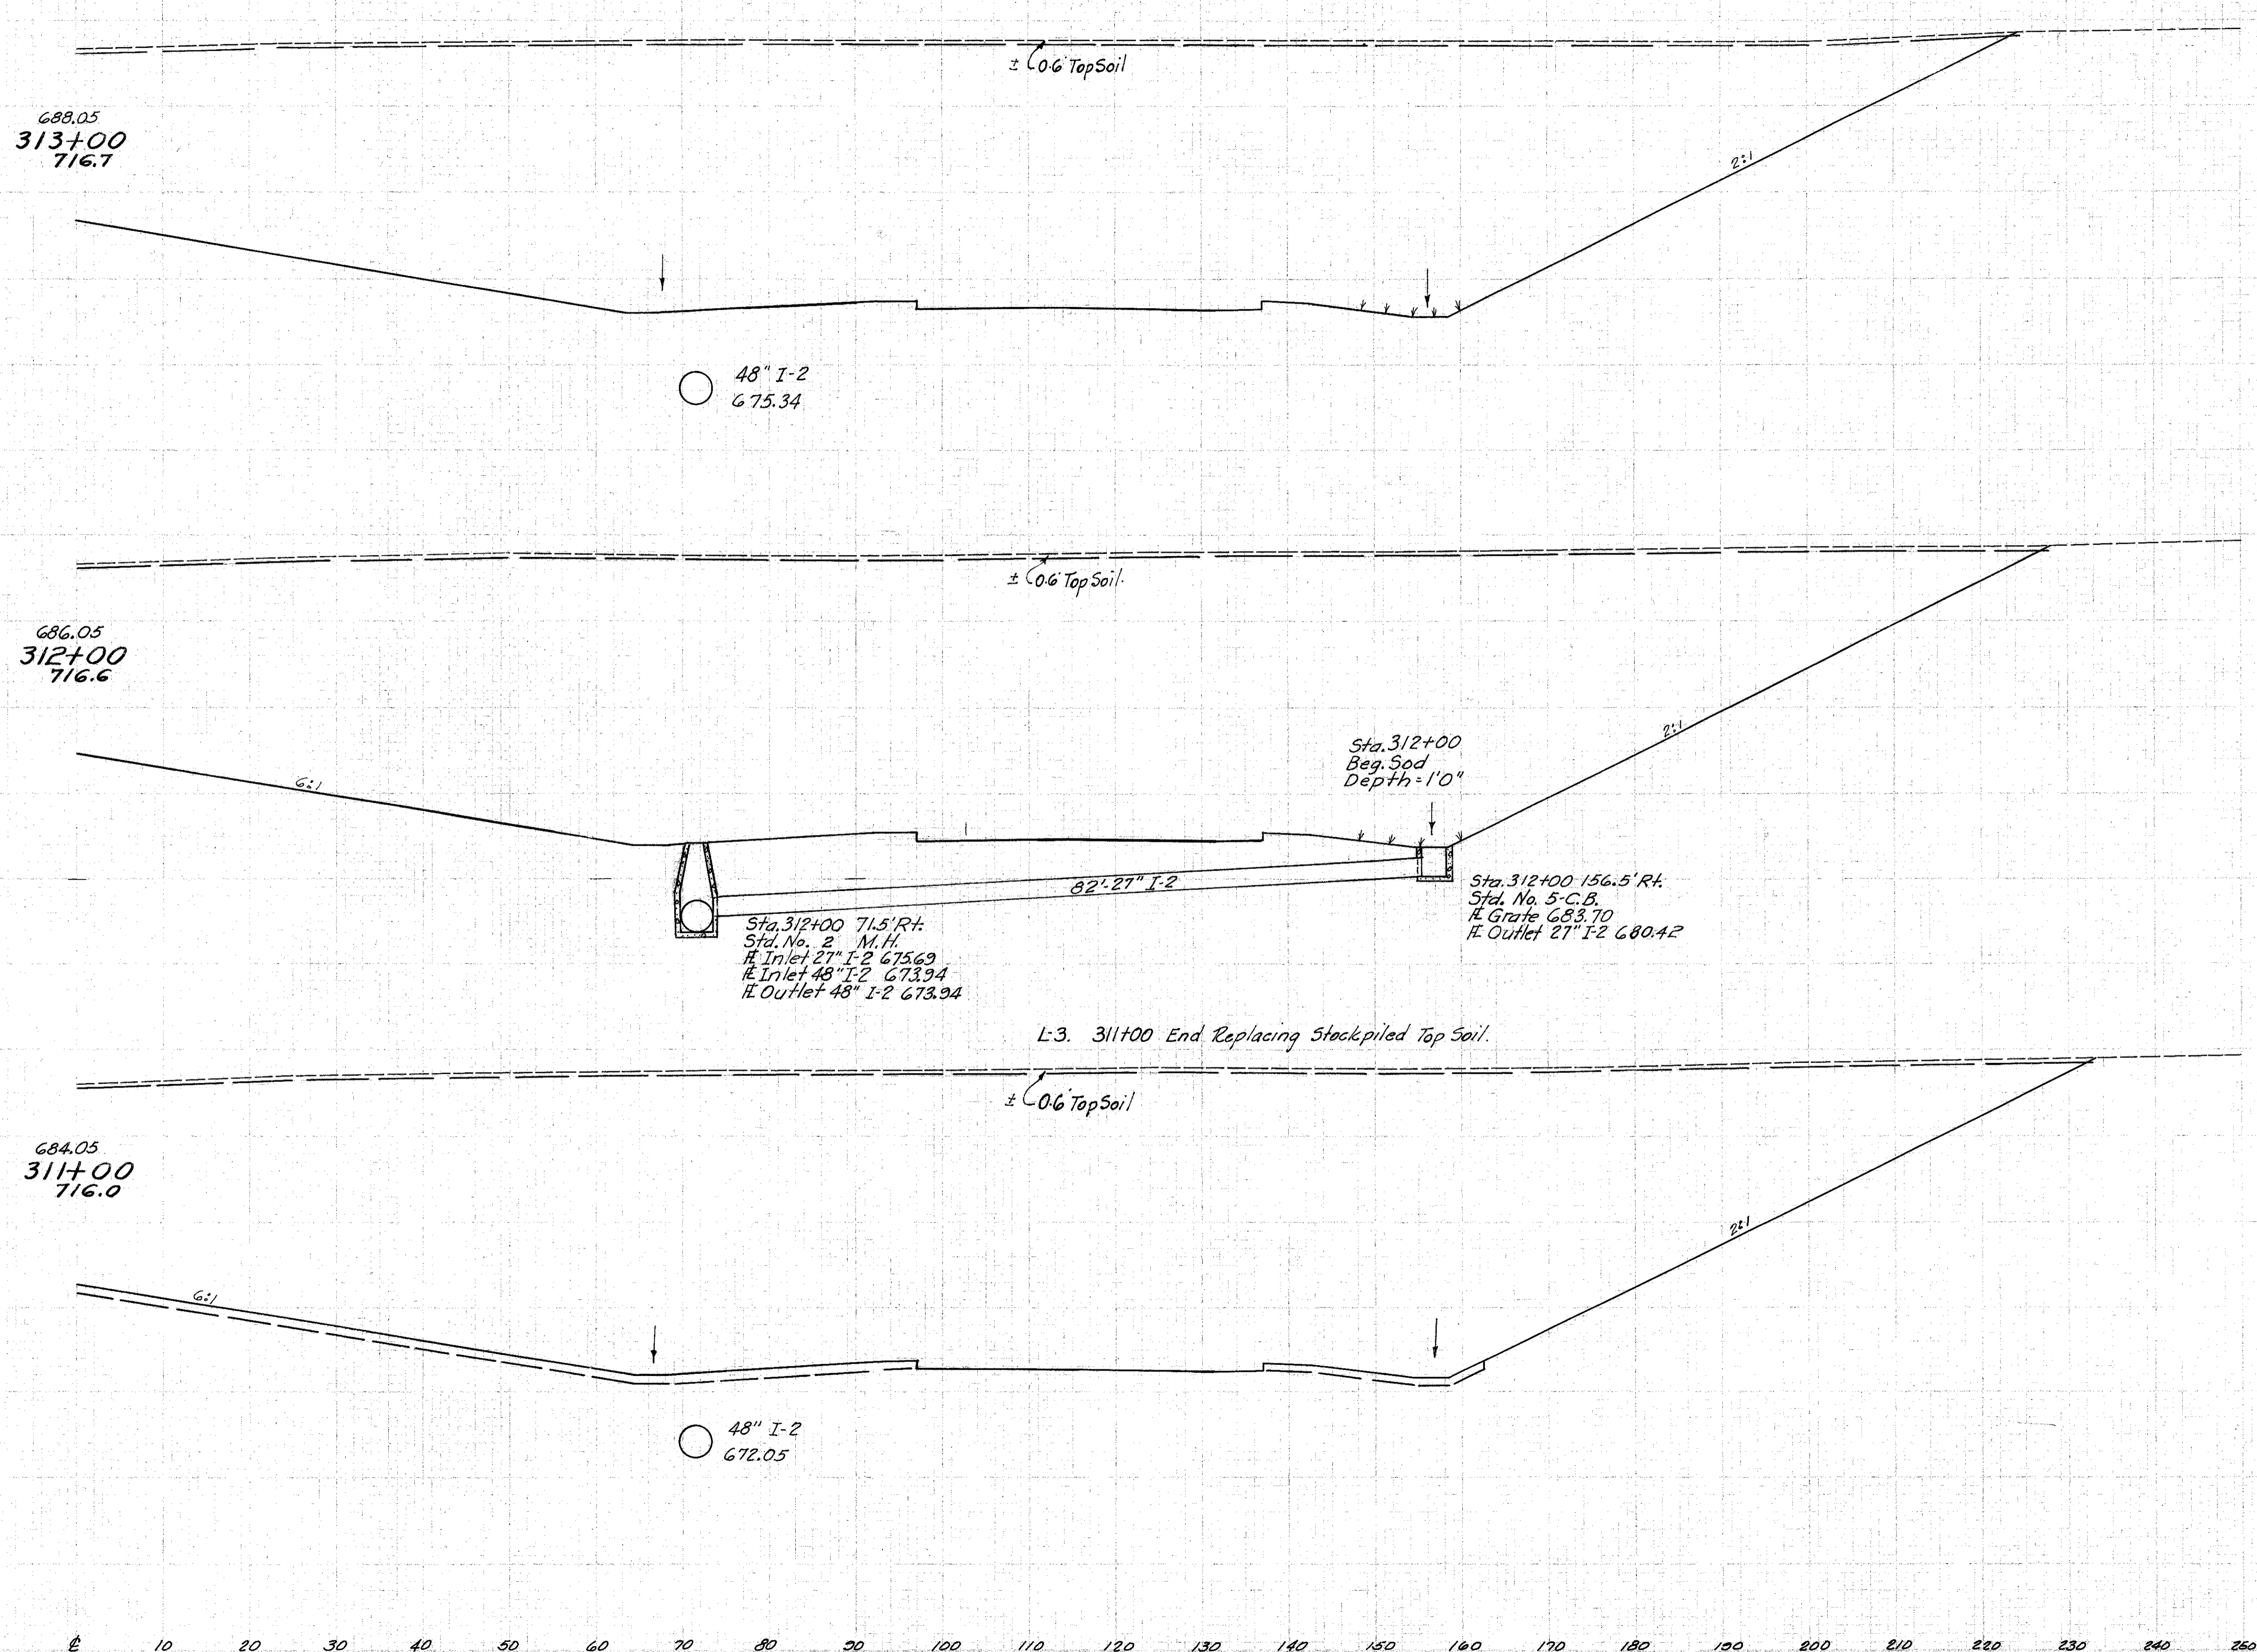 ± 0.6' Top Soil
688.05
313+00
716.7
2:1
48" I-2
675.34
± 0.6' Top Soil.
686.05
312+00
716.6
2:1
Sta. 312+00
Beg. Sod
Depth = 1'0"
6:1
82'-27" I-2
Sta. 312+00 156.5' Rt.
Std. No. 5-C.B.
Grate 683.70
Outlet 27" I-2 680.42
Sta. 312+00 71.5' Rt.
Std. No. 2 M.H.
Inlet 27" I-2 675.69
Inlet 48" I-2 673.94
Outlet 48" I-2 673.94
L-3. 311+00 End Replacing Stockpiled Top Soil.
± 0.6' Top Soil
684.05
311+00
716.0
2:1
6:1
48" I-2
672.05
℄ 10 20 30 40 50 60 70 80 90 100 110 120 130 140 150 160 170 180 190 200 210 220 230 240 250